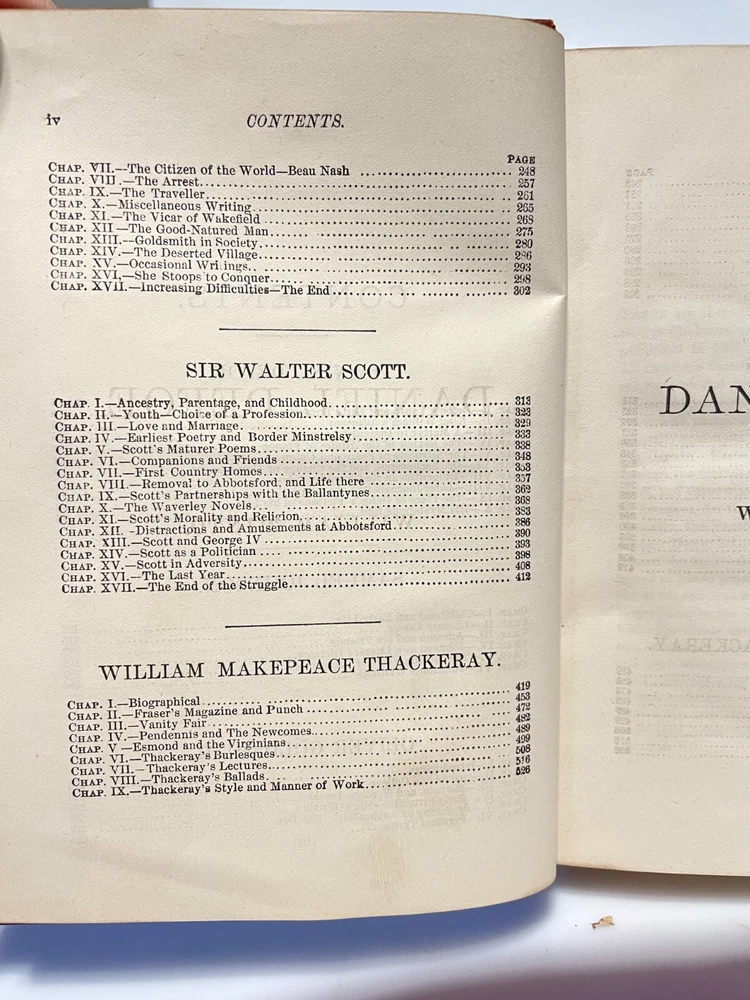 iv CONTENTS.
PAGE
CHAP. VII.—The Citizen of the World—Beau Nash 248
CHAP. VIII.—The Arrest 257
CHAP. IX.—The Traveller 261
CHAP. X.—Miscellaneous Writing 265
CHAP. XI.—The Vicar of Wakefield 268
CHAP. XII—The Good-Natured Man 275
CHAP. XIII.—Goldsmith in Society 280
CHAP. XIV.—The Deserted Village 286
CHAP. XV.—Occasional Writings 293
CHAP. XVI.—She Stoops to Conquer 298
CHAP. XVII.—Increasing Difficulties—The End 302
SIR WALTER SCOTT.
CHAP. I.—Ancestry, Parentage, and Childhood 313
CHAP. II.—Youth—Choice of a Profession 323
CHAP. III.—Love and Marriage 329
CHAP. IV.—Earliest Poetry and Border Minstrelsy 333
CHAP. V.—Scott's Maturer Poems 338
CHAP. VI.—Companions and Friends 348
CHAP. VII.—First Country Homes 353
CHAP. VIII.—Removal to Abbotsford, and Life there 357
CHAP. IX.—Scott's Partnerships with the Ballantynes 362
CHAP. X.—The Waverley Novels 368
CHAP. XI.—Scott's Morality and Religion 383
CHAP. XII.-Distractions and Amusements at Abbotsford 386
CHAP. XIII.—Scott and George IV 390
CHAP. XIV.—Scott as a Politician 393
CHAP. XV.—Scott in Adversity 398
CHAP. XVI.—The Last Year 408
CHAP. XVII.—The End of the Struggle 412
WILLIAM MAKEPEACE THACKERAY.
CHAP. I.—Biographical 419
CHAP. II.—Fraser's Magazine and Punch 453
CHAP. III.—Vanity Fair 472
CHAP. IV.—Pendennis and The Newcomes 482
CHAP. V—Esmond and the Virginians 489
CHAP. VI.—Thackeray's Burlesques 499
CHAP. VII.—Thackeray's Lectures 508
CHAP. VIII.—Thackeray's Ballads 516
CHAP. IX.—Thackeray's Style and Manner of Work 526
DAN
W